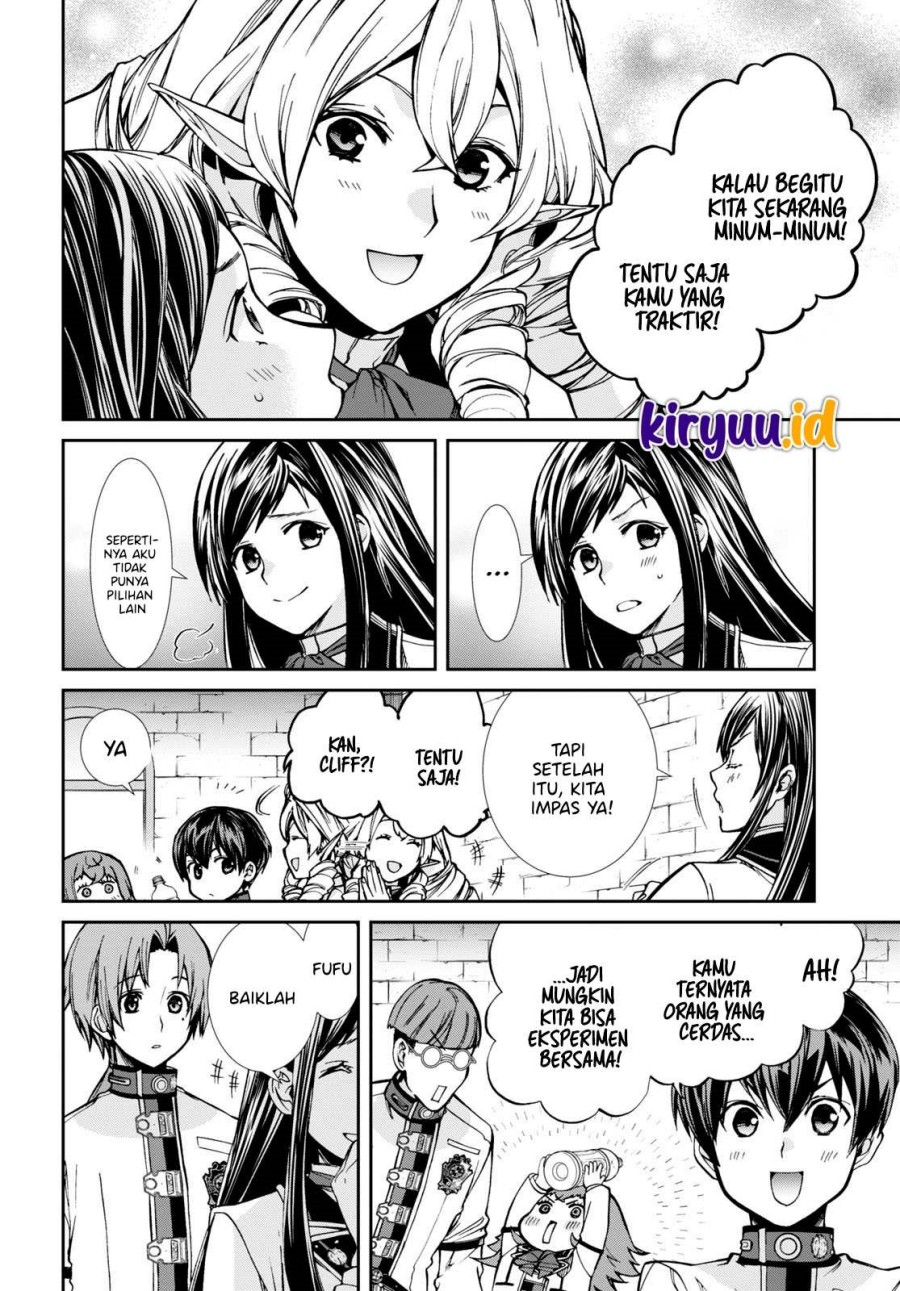 KALAU BEGITU
KITA SEKARANG
MINUM-MINUM!
TENTU SAJA
KAMU YANG
TRAKTIR!
kiryuu.id
...
SEPERTI-
NYA AKU
TIDAK
PUNYA
PILIHAN
LAIN
TAPI
SETELAH
ITU, KITA
IMPAS YA!
TENTU
SAJA!
KAN,
CLIFF?!
YA
AH!
KAMU
TERNYATA
ORANG YANG
CERDAS...
...JADI
MUNGKIN
KITA BISA
EKSPERIMEN
BERSAMA!
FUFU
BAIKLAH